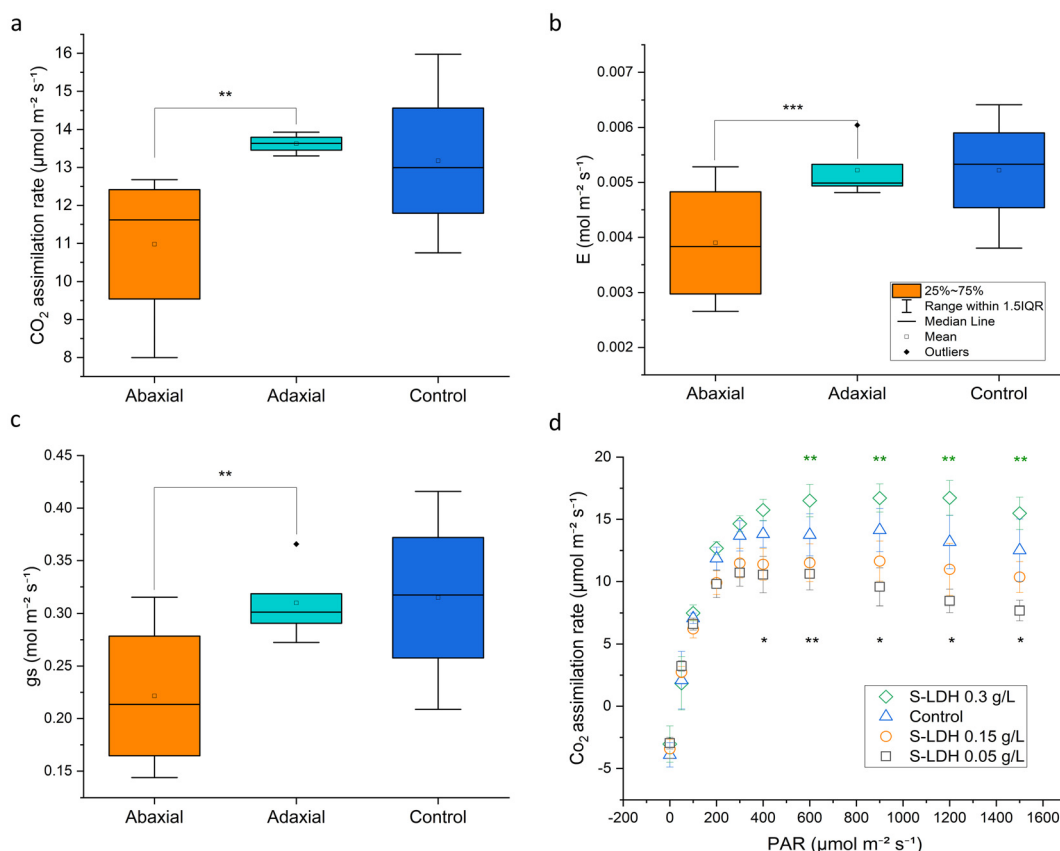 a
CO₂ assimilation rate (µmol m⁻² s⁻¹)
16
15
14
13
12
11
10
9
8
**
Abaxial
Adaxial
Control
b
E (mol m⁻² s⁻¹)
0.007
0.006
0.005
0.004
0.003
0.002
***
25%~75%
Range within 1.5IQR
Median Line
Mean
Outliers
Abaxial
Adaxial
Control
c
gs (mol m⁻² s⁻¹)
0.45
0.40
0.35
0.30
0.25
0.20
0.15
**
Abaxial
Adaxial
Control
d
Co₂ assimilation rate (µmol m⁻² s⁻¹)
20
15
10
5
0
-5
** ** ** **
* ** * * *
S-LDH 0.3 g/L
Control
S-LDH 0.15 g/L
S-LDH 0.05 g/L
-200 0 200 400 600 800 1000 1200 1400 1600
PAR (µmol m⁻² s⁻¹)